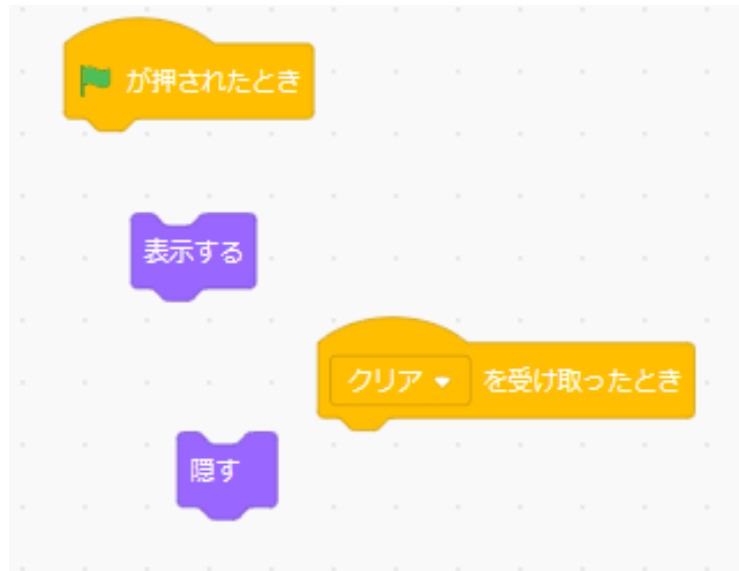 が押されたとき
表示する
クリア を受け取ったとき
隠す